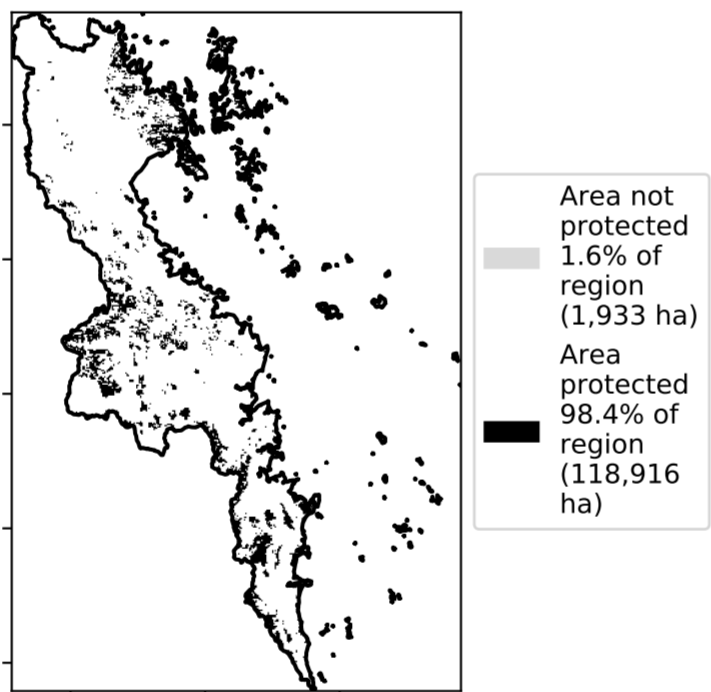 Area not
protected
1.6% of
region
(1,933 ha)
Area
protected
98.4% of
region
(118,916
ha)